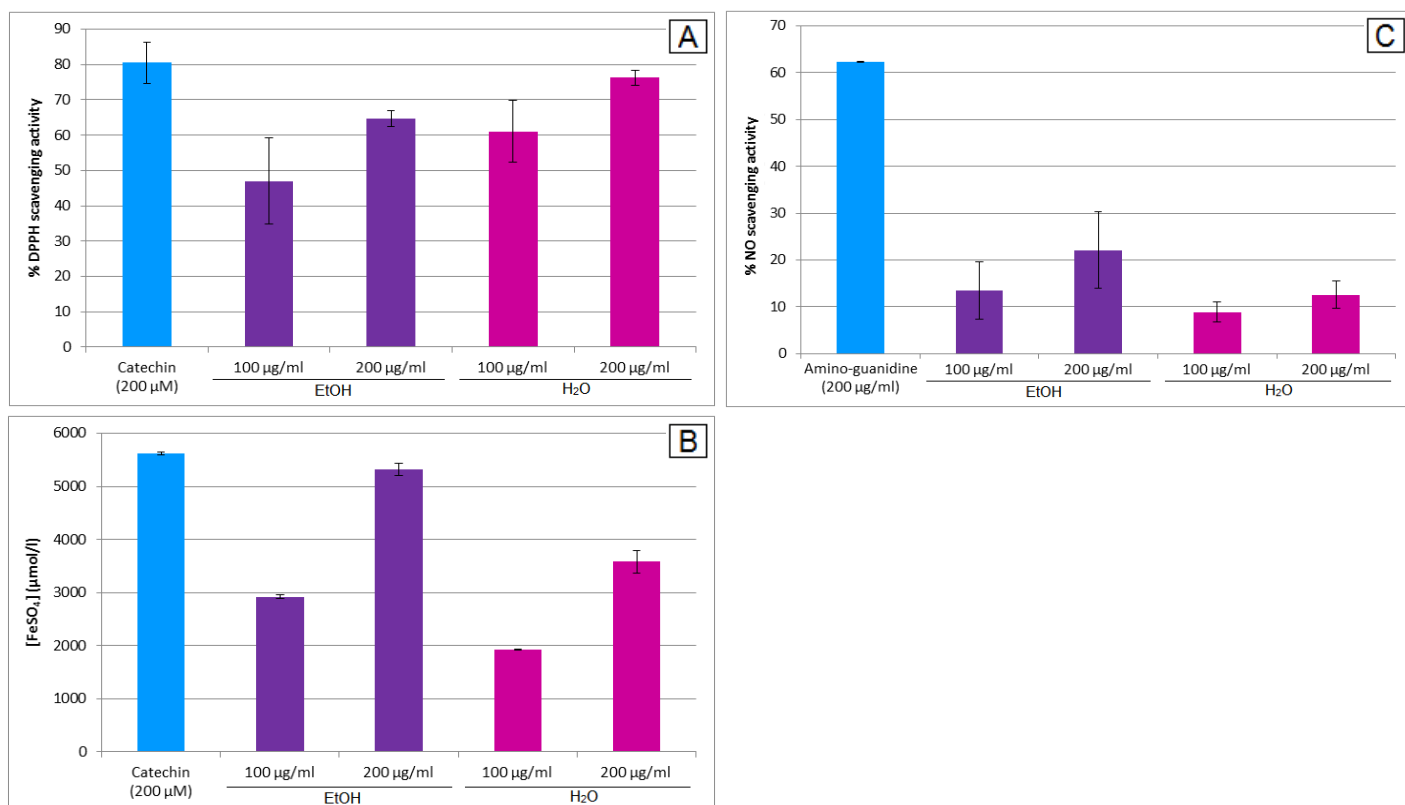 A
% DPPH scavenging activity
90
80
70
60
50
40
30
20
10
0
Catechin
(200 µM)
100 µg/ml
200 µg/ml
100 µg/ml
200 µg/ml
EtOH
H₂O
C
% NO scavenging activity
70
60
50
40
30
20
10
0
Amino-guanidine
(200 µg/ml)
100 µg/ml
200 µg/ml
100 µg/ml
200 µg/ml
EtOH
H₂O
B
[FeSO₄] (µmol/l)
6000
5000
4000
3000
2000
1000
0
Catechin
(200 µM)
100 µg/ml
200 µg/ml
100 µg/ml
200 µg/ml
EtOH
H₂O